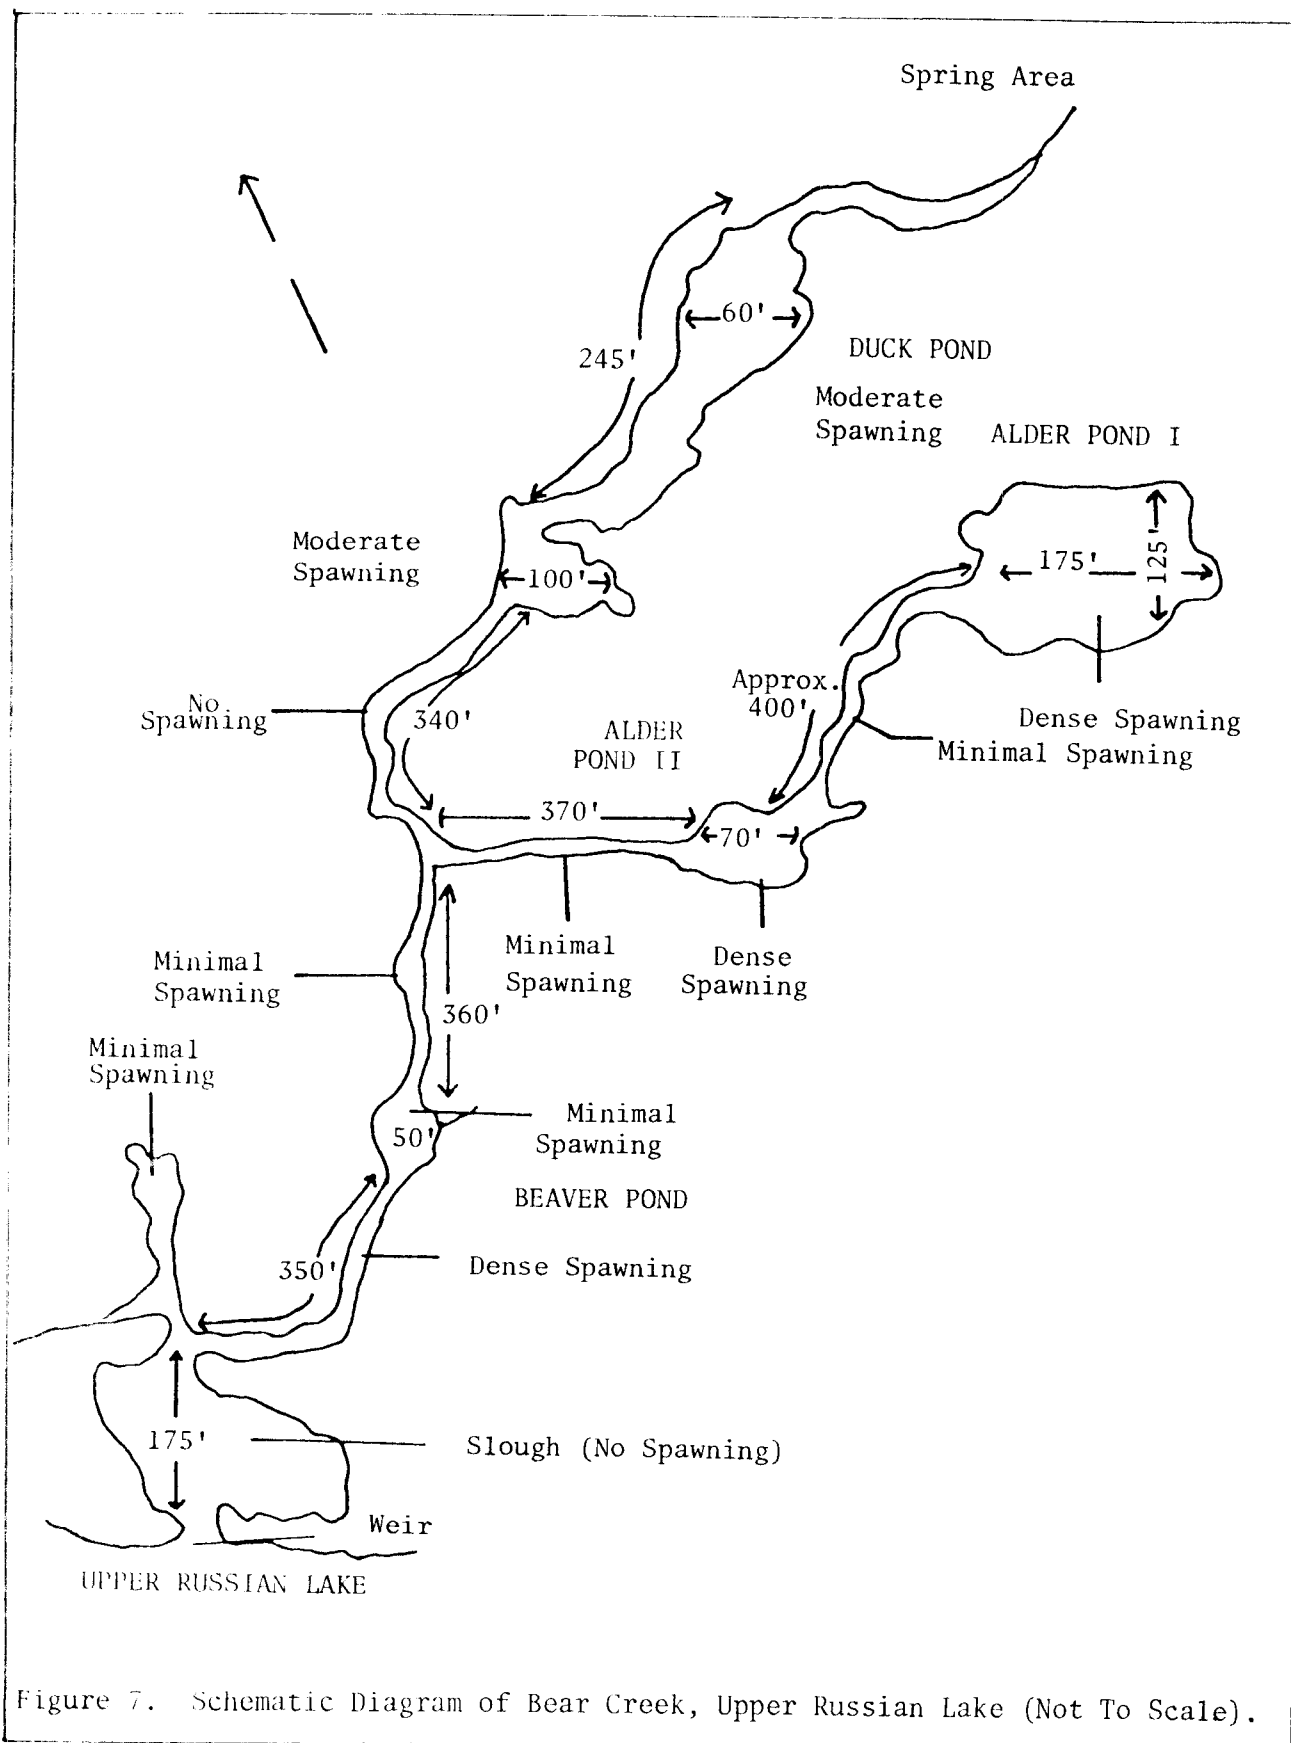 Spring Area
60'
245'
DUCK POND
Moderate
Spawning
ALDER POND I
Moderate
Spawning
100'
175'
125'
No
Spawning
340'
Approx.
400'
ALDER
POND II
Dense Spawning
Minimal Spawning
370'
70'
Minimal
Spawning
Dense
Spawning
Minimal
Spawning
360'
Minimal
Spawning
50'
Minimal
Spawning
BEAVER POND
350'
Dense Spawning
175'
Slough (No Spawning)
Weir
UPPER RUSSIAN LAKE
Figure 7. Schematic Diagram of Bear Creek, Upper Russian Lake (Not To Scale).